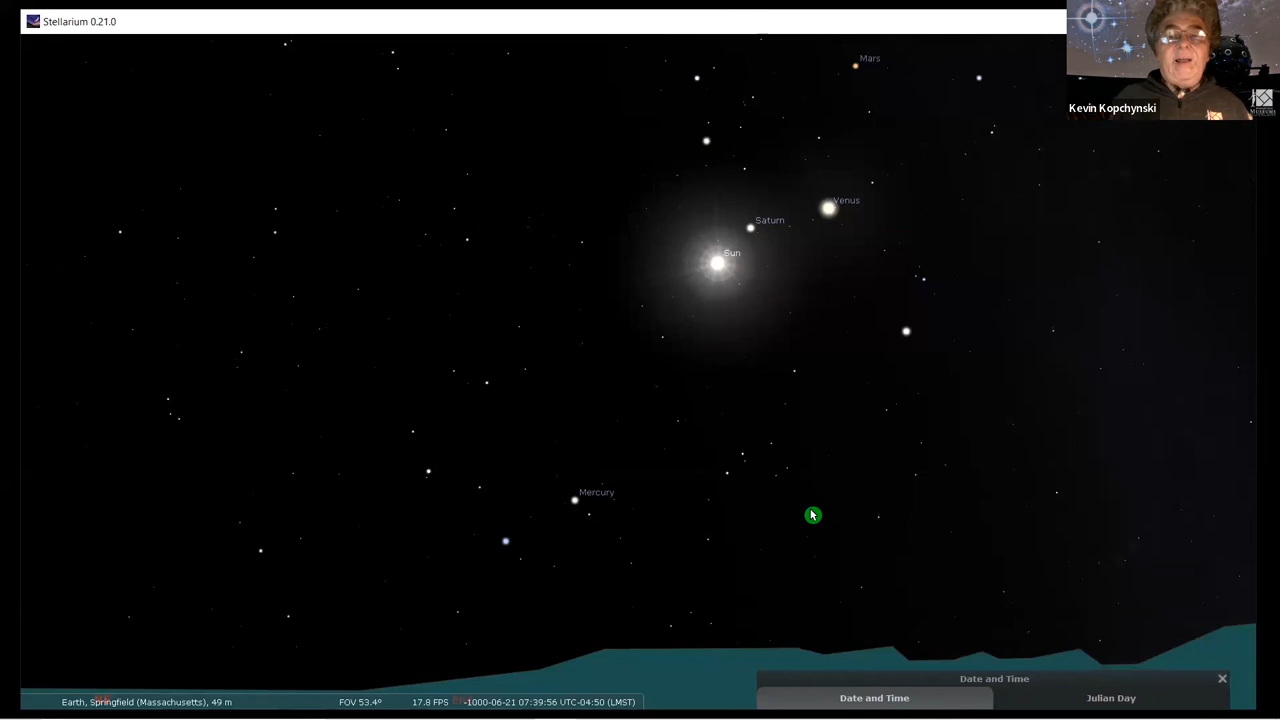 Stellarium 0.21.0
Mars
Kevin Kopchynski
Venus
Saturn
Sun
Mercury
Date and Time
Date and Time
Julian Day
Earth, Springfield (Massachusetts), 49 m
FOV 53.4°
17.8 FPS
-1000-06-21 07:39:56 UTC-04:50 (LMST)